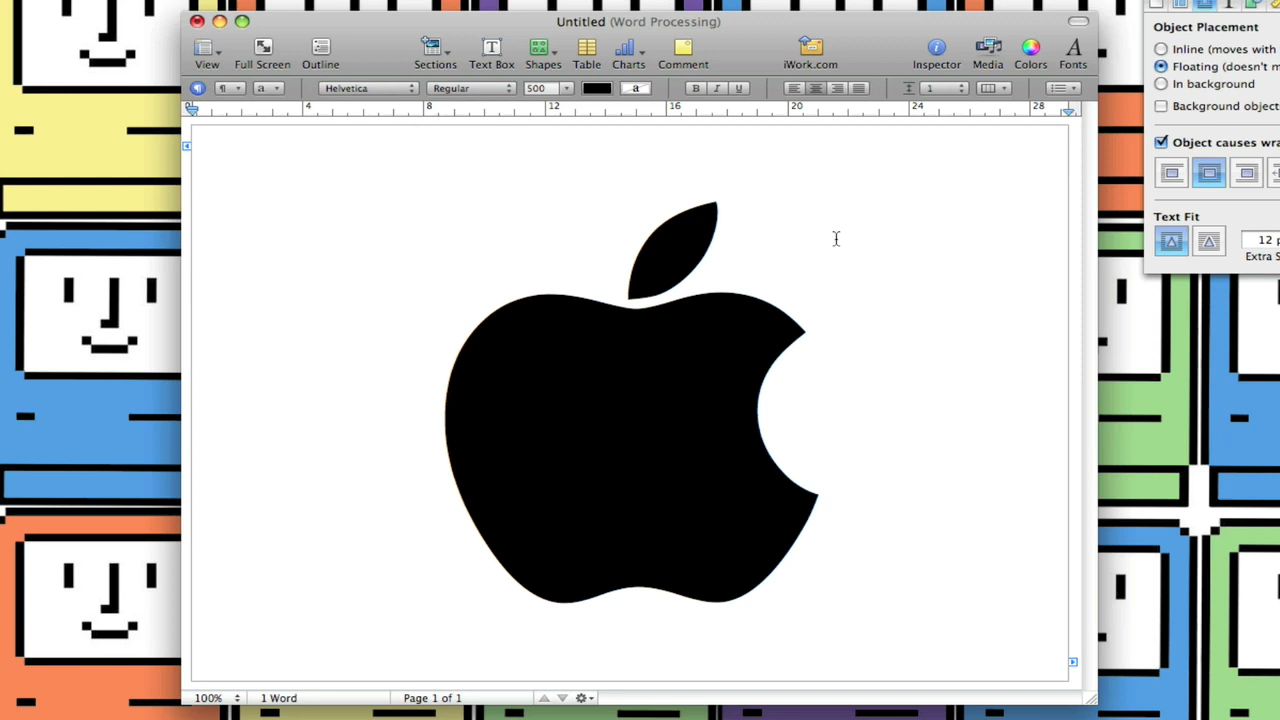 Untitled (Word Processing)
View
Full Screen
Outline
Sections
Text Box
Shapes
Table
Charts
Comment
iWork.com
Inspector
Media
Colors
Fonts
¶
¶
a
Helvetica
Regular
500
a
B I U
1
0 4 8 12 16 20 24 28
100%
1 Word
Page 1 of 1
Object Placement
Inline (moves with
Floating (doesn't m
In background
Background object
Object causes wra
Text Fit
12 p
Extra S